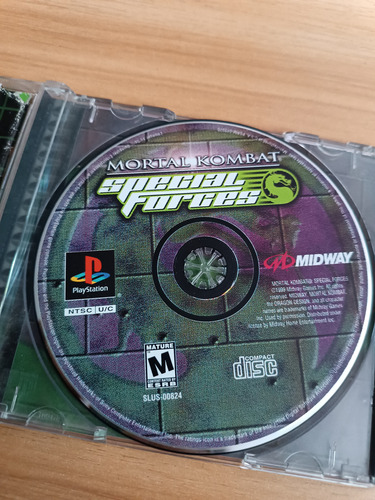 MORTAL KOMBAT
special
forces
PlayStation
NTSC U/C
MIDWAY
MORTAL KOMBAT® SPECIAL FORCES
©1999 Midway Games Inc. All rights
reserved. MIDWAY, MORTAL KOMBAT,
the DRAGON DESIGN, and all character
names are trademarks of Midway Games
Inc. Used by permission. Distributed under
license by Midway Home Entertainment Inc.
MATURE
M
ESRB
COMPACT
disc
SLUS-00824